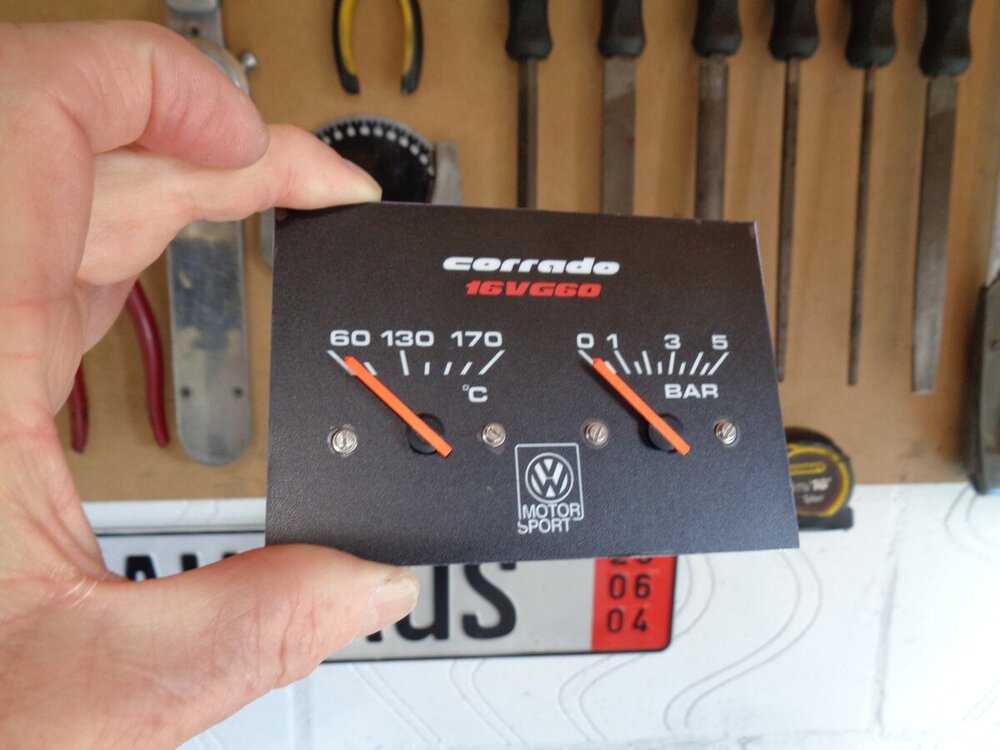 corrado
16VG60
60 130 170
°C
0 1 3 5
BAR
MOTOR
SPORT
06
04